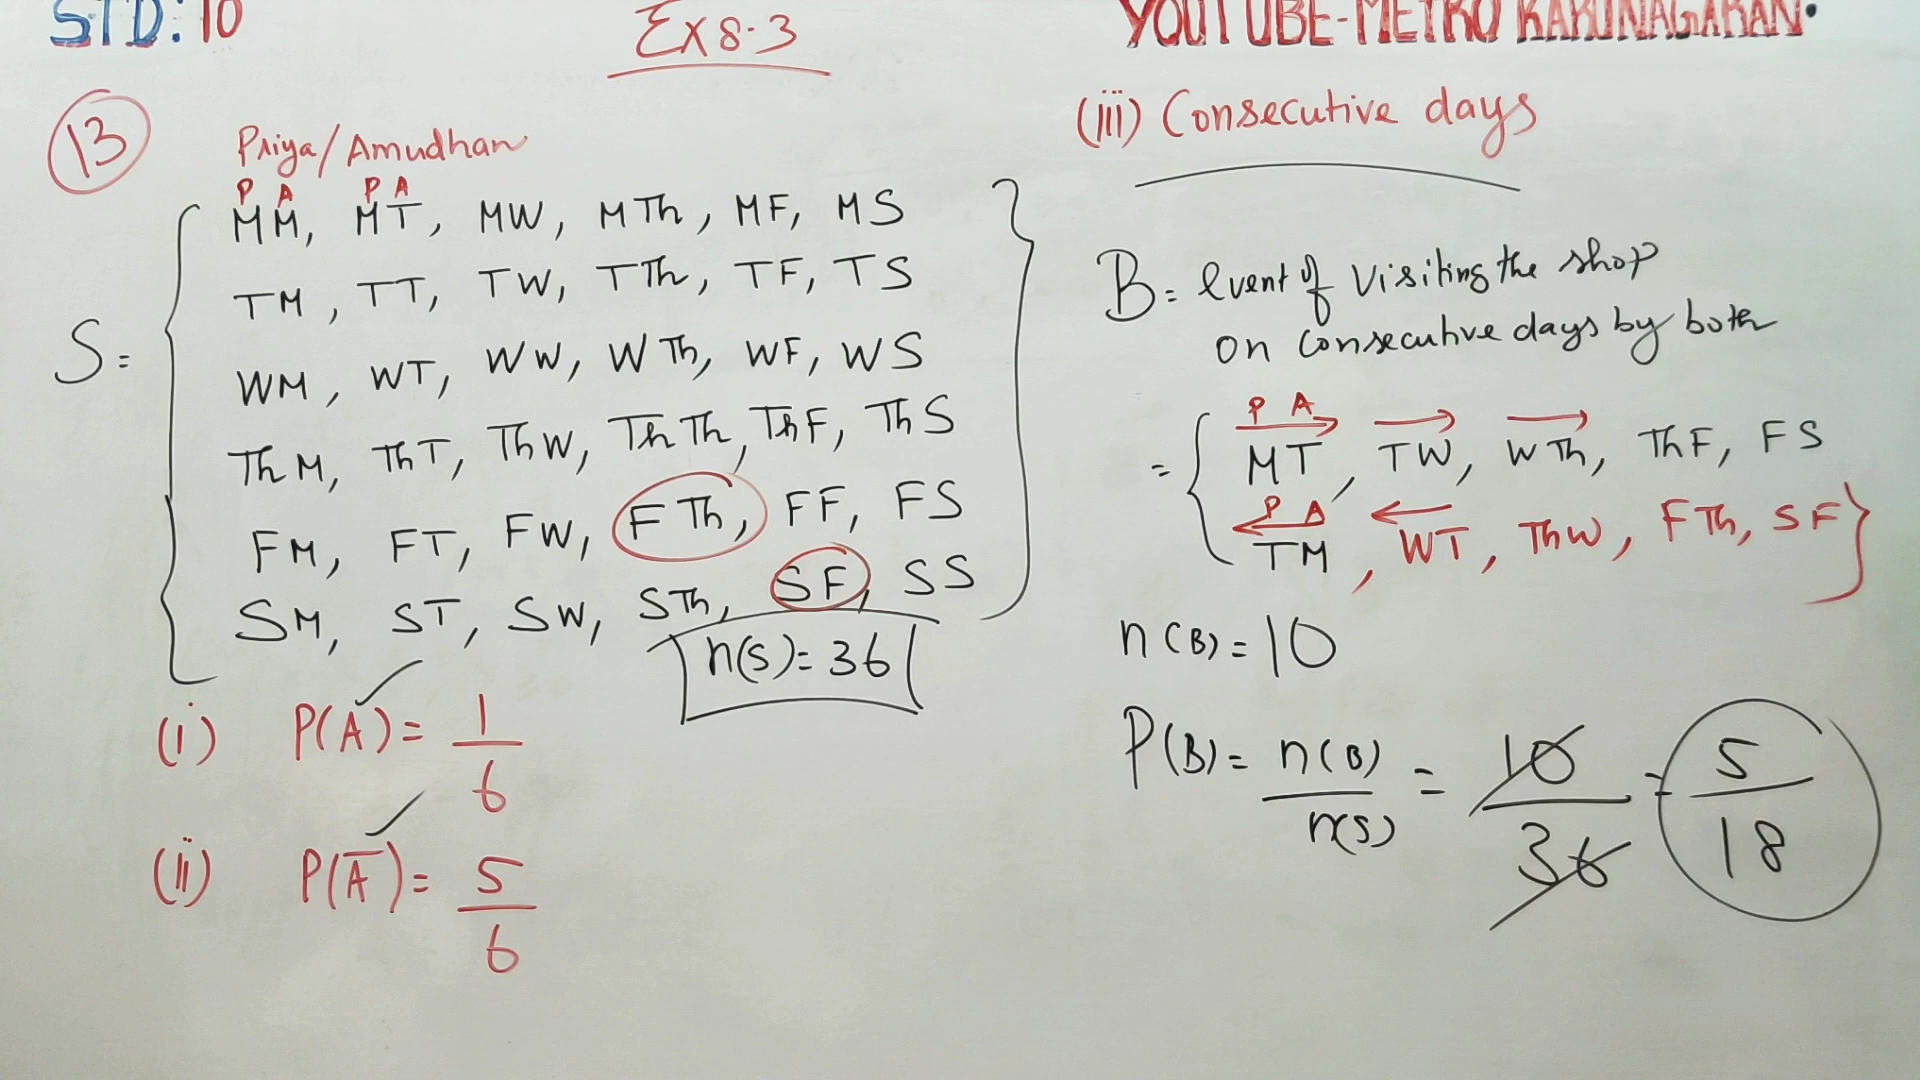 STD: 10
Ex 8.3
YOUTUBE-METRO KARUNAGARAN.
13
Priya/Amudhan
P A P A
MM, MT, MW, MTh, MF, MS
TM, TT, TW, TTh, TF, TS
S =
WM, WT, WW, WTh, WF, WS
ThM, ThT, ThW, ThTh, ThF, ThS
FM, FT, FW, FTh, FF, FS
SM, ST, SW, STh, SF, SS
n(S) = 36
(i) P(A) = 1/6
(ii) P(A̅) = 5/6
(iii) Consecutive days
B = Event of visiting the shop
on consecutive days by both
P A
= { MT, TW, WTh, ThF, FS
P A
TM, WT, ThW, FTh, SF }
n(B) = 10
P(B) = n(B)/n(S) = 10/36 = 5/18